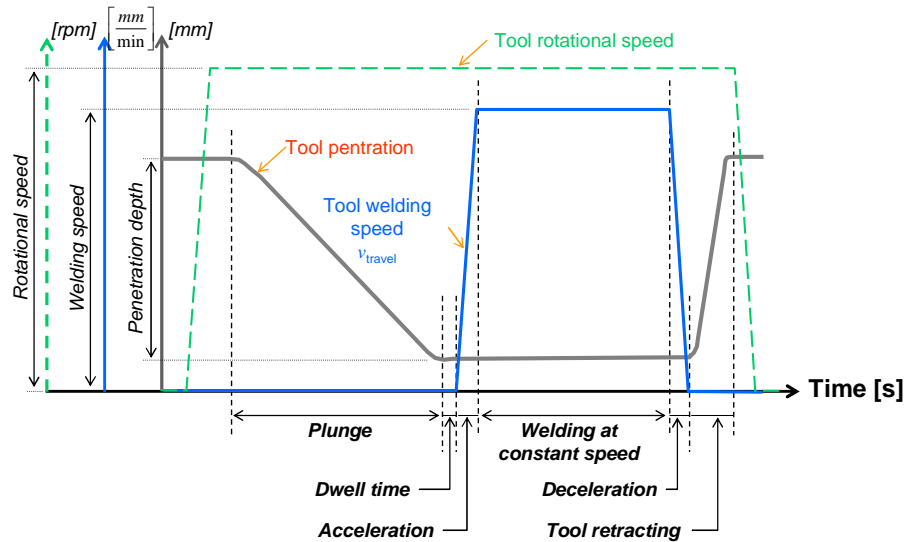 [rpm]
[mm/min]
[mm]
Tool rotational speed
Tool pentration
Tool welding
speed
v_travel
Rotational speed
Welding speed
Penetration depth
Time [s]
Plunge
Welding at
constant speed
Dwell time
Deceleration
Acceleration
Tool retracting